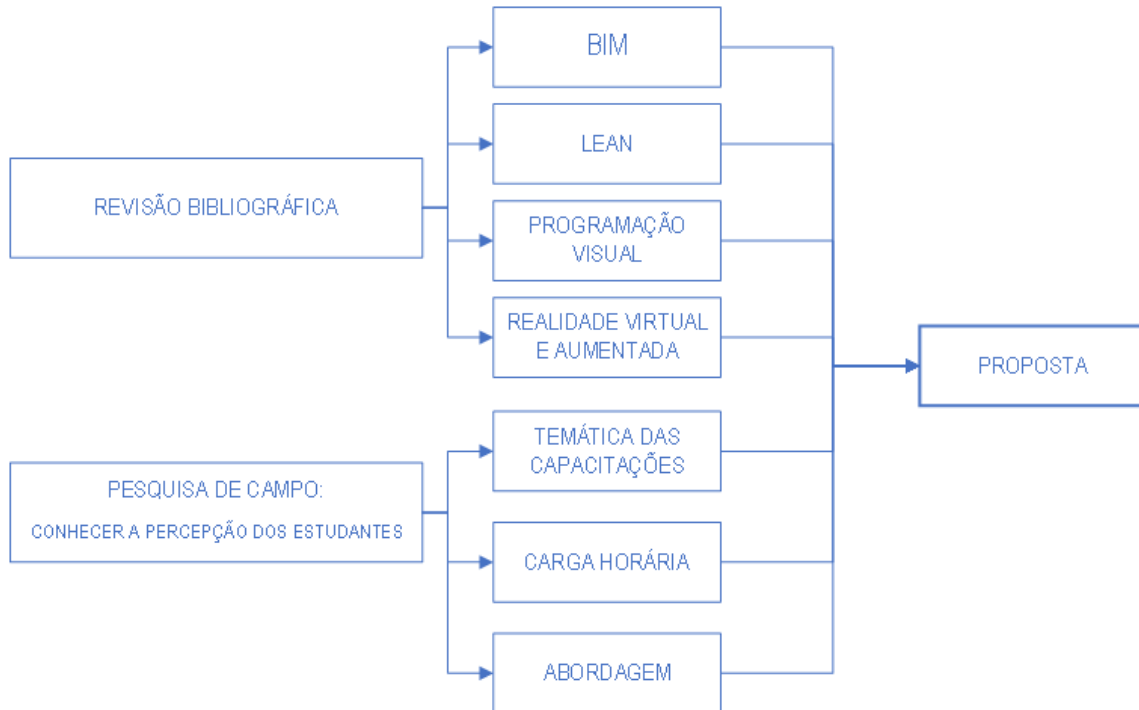 BIM
LEAN
REVISÃO BIBLIOGRÁFICA
PROGRAMAÇÃO
VISUAL
REALIDADE VIRTUAL
E AUMENTADA
PROPOSTA
TEMÁTICA DAS
CAPACITAÇÕES
PESQUISA DE CAMPO:
CONHECER A PERCEPÇÃO DOS ESTUDANTES
CARGA HORÁRIA
ABORDAGEM